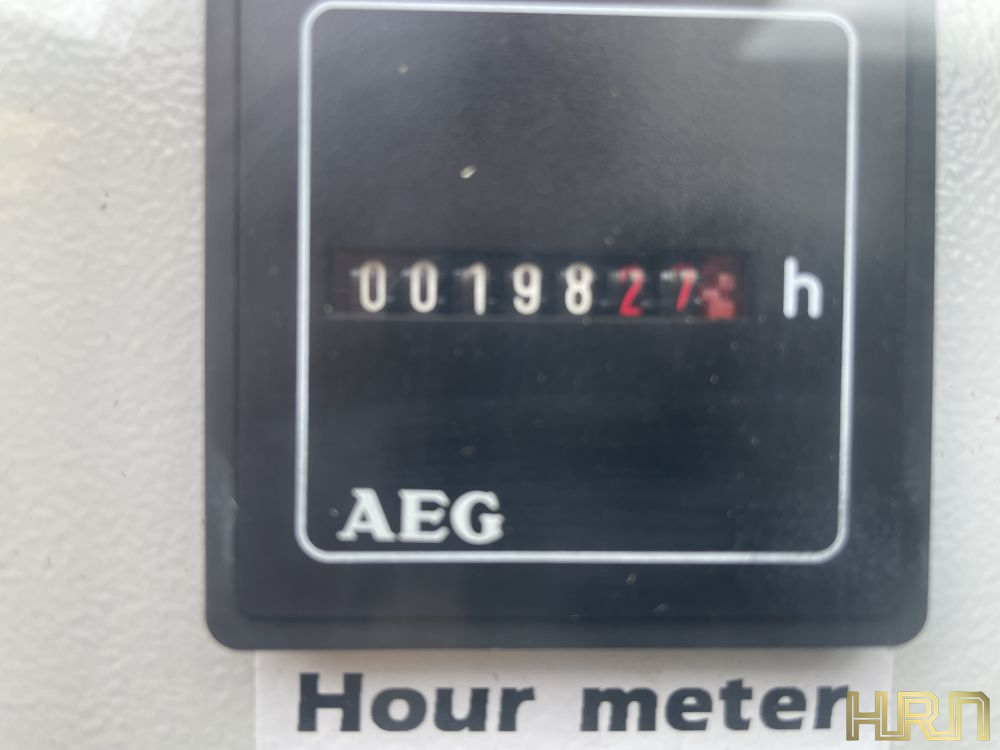 0019827 h
AEG
Hour meter
HRN